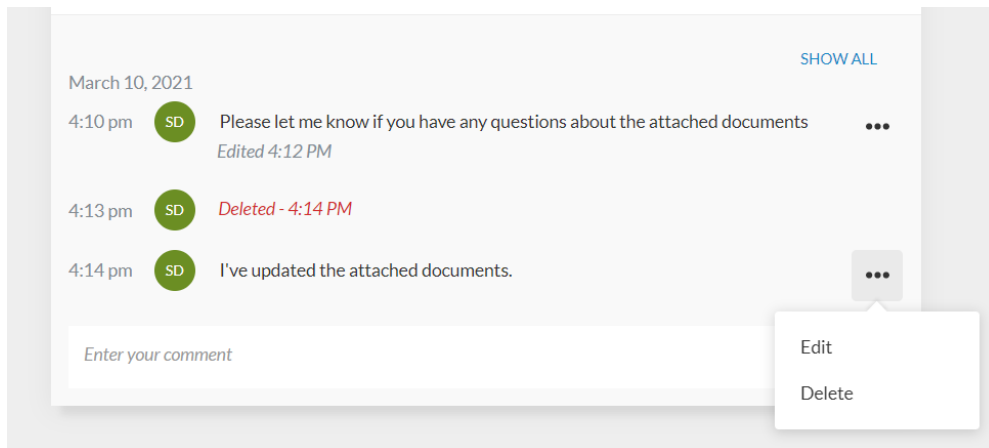 SHOW ALL
March 10, 2021
4:10 pm SD Please let me know if you have any questions about the attached documents
Edited 4:12 PM
4:13 pm SD Deleted - 4:14 PM
4:14 pm SD I've updated the attached documents.
Enter your comment
Edit
Delete